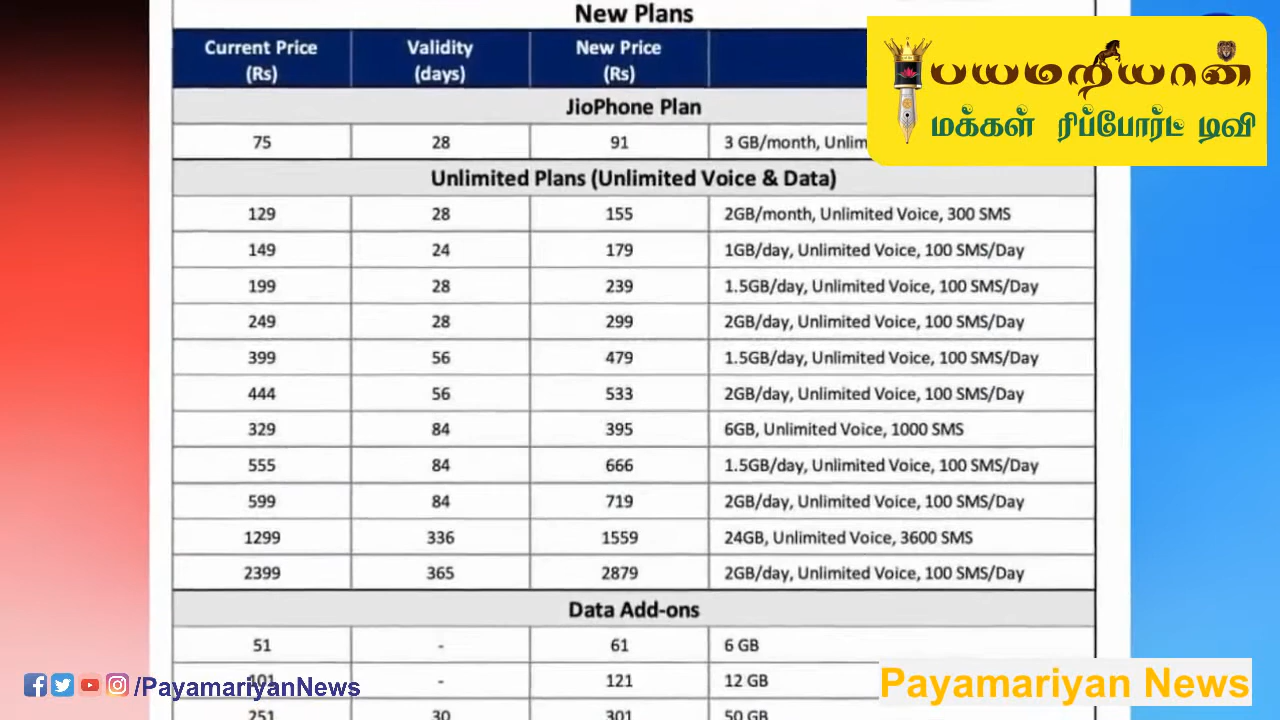 New Plans
Current Price (Rs) Validity (days) New Price (Rs)
பயமறியான்
மக்கள் ரிப்போர்ட் டிவி
JioPhone Plan
75 28 91 3 GB/month,
Unlimited Plans (Unlimited Voice & Data)
129 28 155 2GB/month, Unlimited Voice, 300 SMS
149 24 179 1GB/day, Unlimited Voice, 100 SMS/Day
199 28 239 1.5GB/day, Unlimited Voice, 100 SMS/Day
249 28 299 2GB/day, Unlimited Voice, 100 SMS/Day
399 56 479 1.5GB/day, Unlimited Voice, 100 SMS/Day
444 56 533 2GB/day, Unlimited Voice, 100 SMS/Day
329 84 395 6GB, Unlimited Voice, 1000 SMS
555 84 666 1.5GB/day, Unlimited Voice, 100 SMS/Day
599 84 719 2GB/day, Unlimited Voice, 100 SMS/Day
1299 336 1559 24GB, Unlimited Voice, 3600 SMS
2399 365 2879 2GB/day, Unlimited Voice, 100 SMS/Day
Data Add-ons
51 - 61 6 GB
101 - 121 12 GB
251 30 301 50 GB
/PayamariyanNews
Payamariyan News